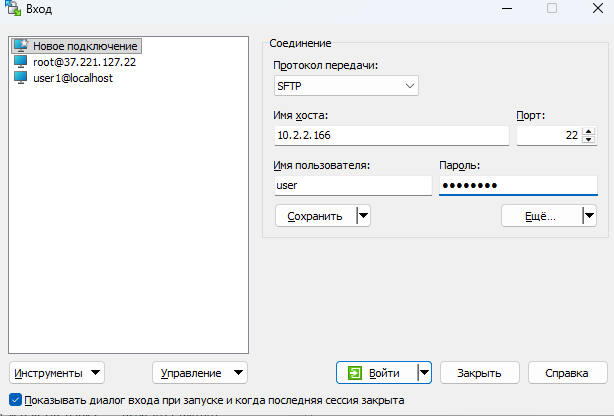 Вход
Новое подключение
root@37.221.127.22
user1@localhost
Соединение
Протокол передачи:
SFTP
Имя хоста: Порт:
10.2.2.166 22
Имя пользователя: Пароль:
user ••••••••
Сохранить Ещё...
Инструменты Управление Войти Закрыть Справка
Показывать диалог входа при запуске и когда последняя сессия закрыта